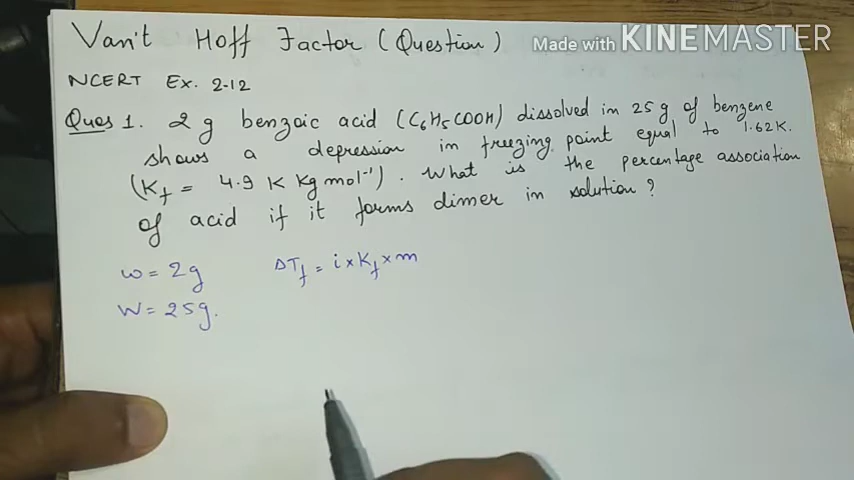 Van't Hoff Factor (Question)
Made with KINEMASTER
NCERT Ex. 2.12
Ques 1. 2 g benzoic acid (C₆H₅COOH) dissolved in 25 g of benzene
shows a depression in freezing point equal to 1.62K.
(Kf = 4.9 K Kg mol⁻¹). What is the percentage association
of acid if it forms dimer in solution?
w = 2g
ΔTf = i × Kf × m
W = 25g.